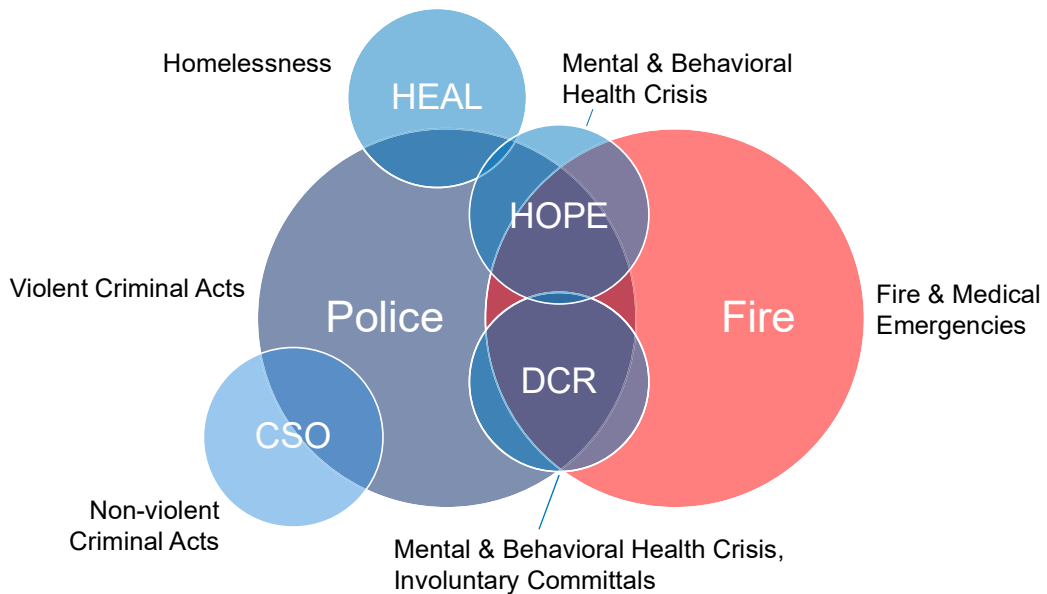 Homelessness
HEAL
Mental & Behavioral
Health Crisis
HOPE
Violent Criminal Acts
Police
Fire
Fire & Medical
Emergencies
DCR
CSO
Non-violent
Criminal Acts
Mental & Behavioral Health Crisis,
Involuntary Committals